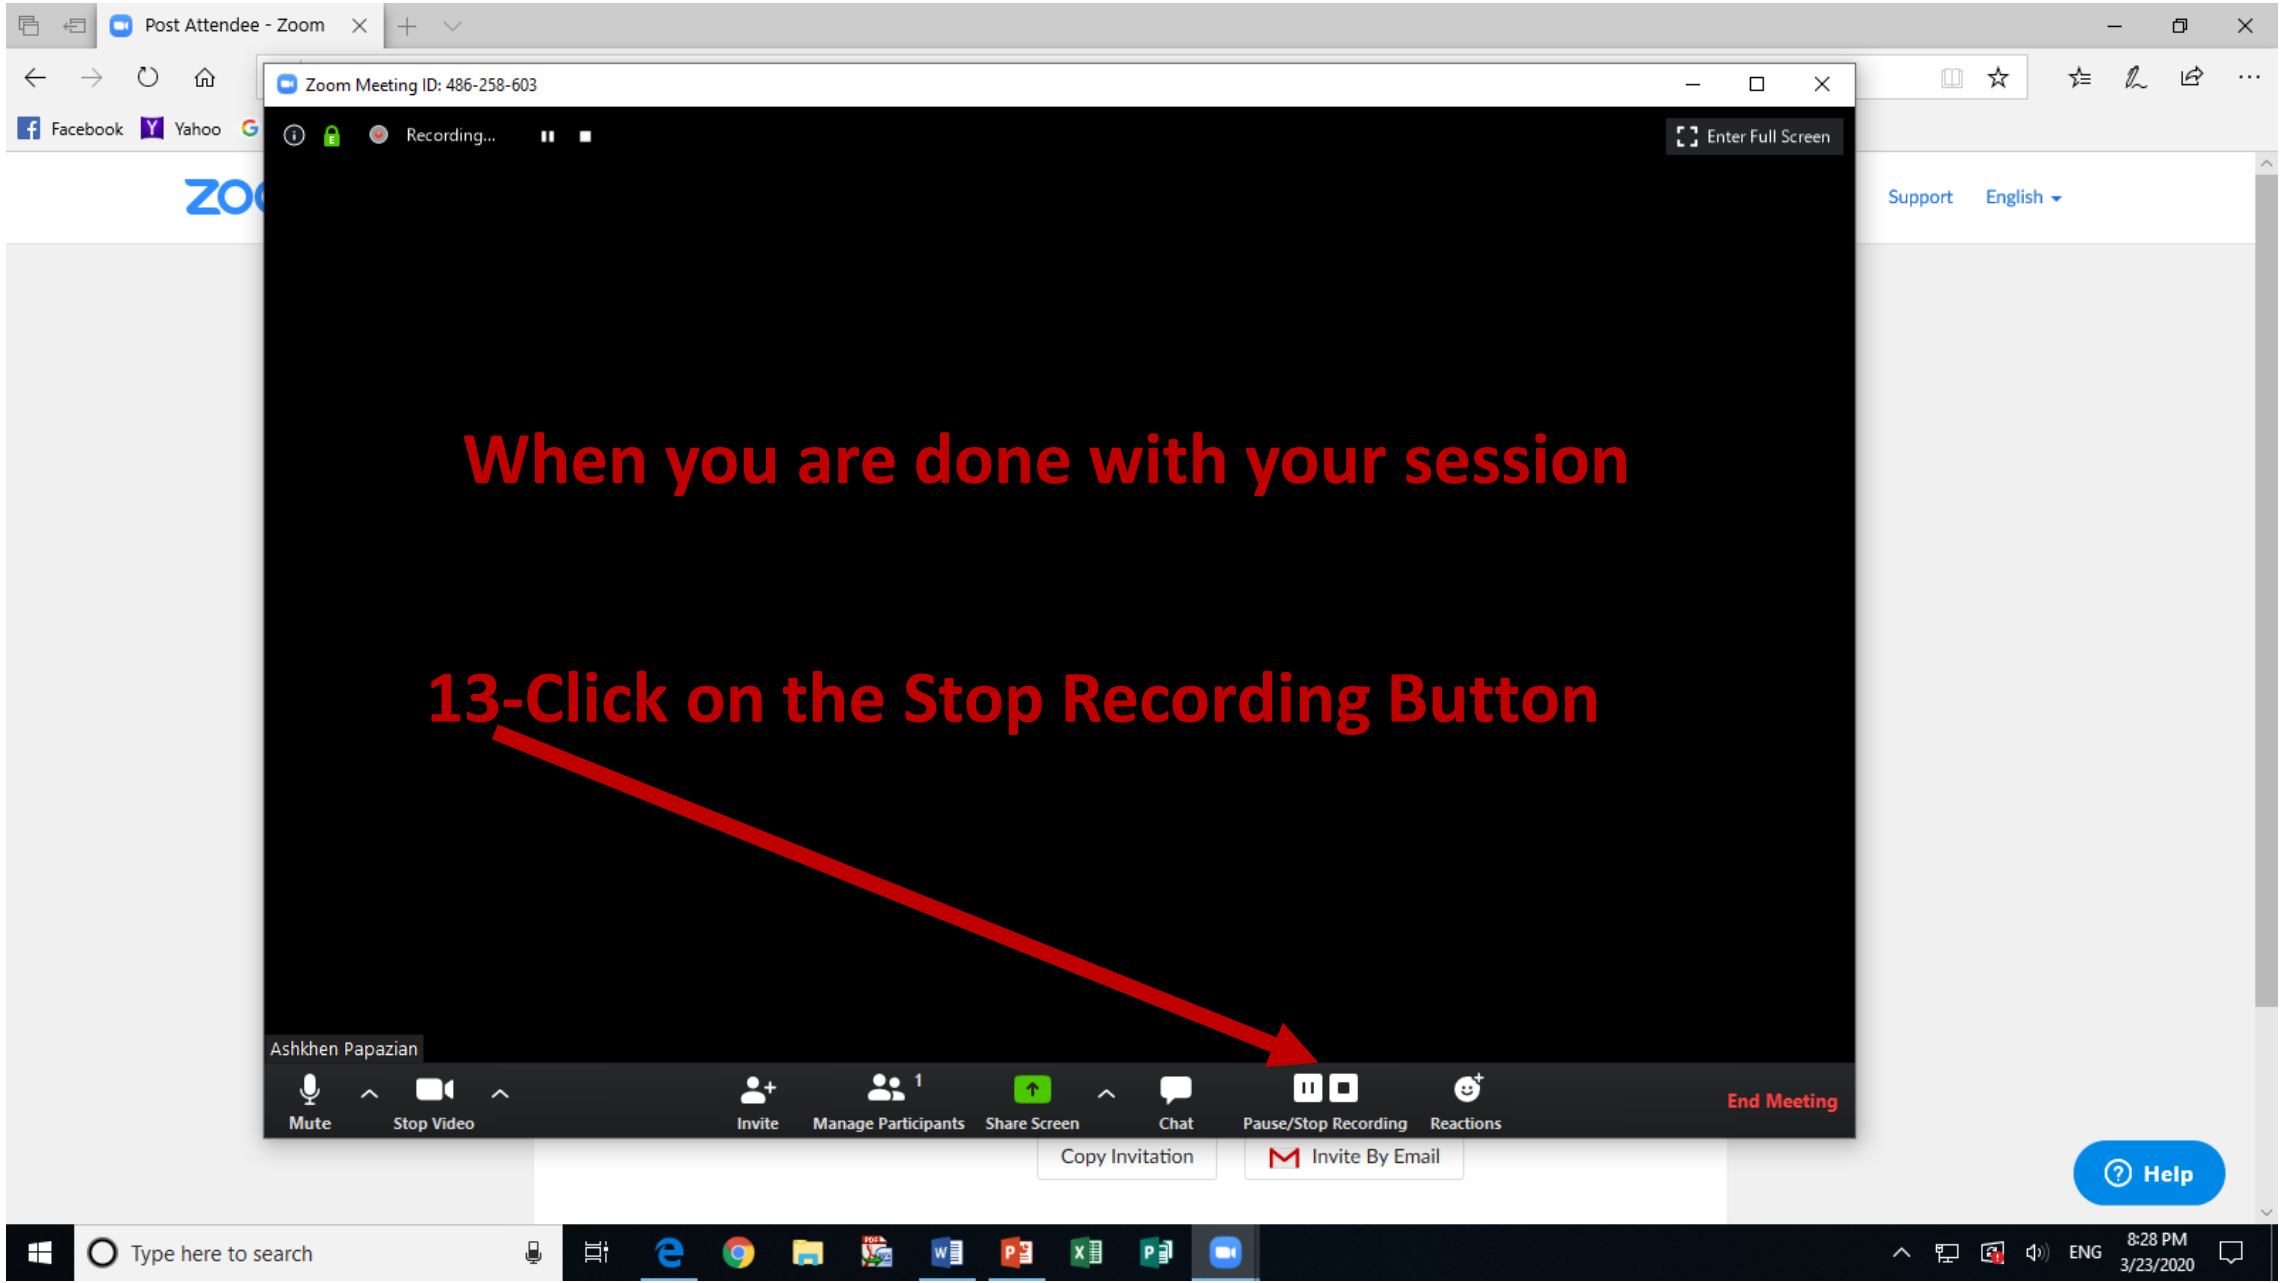 Post Attendee - Zoom
Zoom Meeting ID: 486-258-603
Facebook
Yahoo
Recording...
Enter Full Screen
Support
English
When you are done with your session
13-Click on the Stop Recording Button
Ashkhen Papazian
1
Mute
Stop Video
Invite
Manage Participants
Share Screen
Chat
Pause/Stop Recording
Reactions
End Meeting
Copy Invitation
Invite By Email
Help
Type here to search
ENG
8:28 PM
3/23/2020